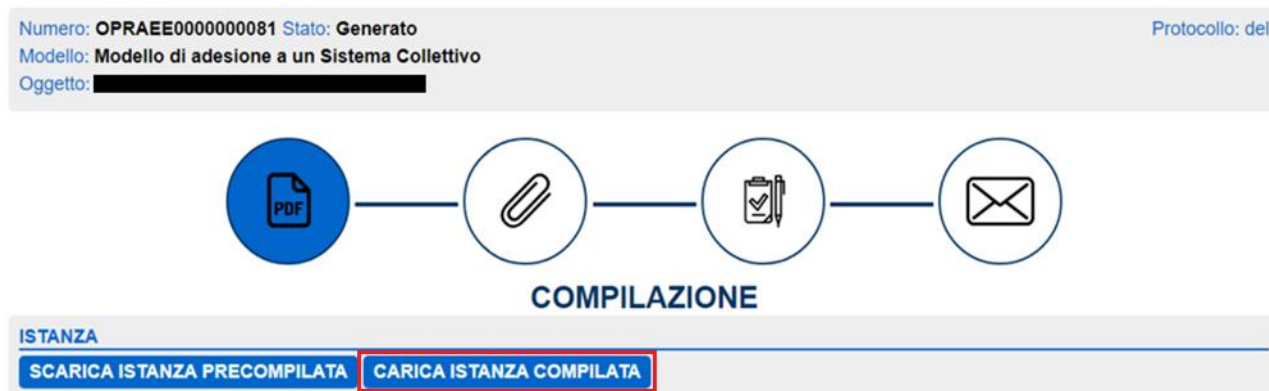 Numero: OPRAEE0000000081 Stato: Generato Protocollo: del
Modello: Modello di adesione a un Sistema Collettivo
Oggetto:
PDF
COMPILAZIONE
ISTANZA
SCARICA ISTANZA PRECOMPILATA CARICA ISTANZA COMPILATA